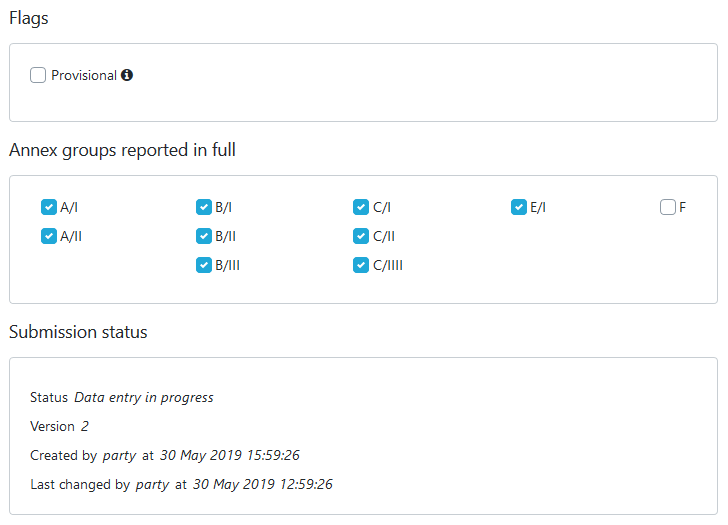 Flags
Provisional
Annex groups reported in full
A/I B/I C/I E/I F
A/II B/II C/II
B/III C/IIII
Submission status
Status Data entry in progress
Version 2
Created by party at 30 May 2019 15:59:26
Last changed by party at 30 May 2019 12:59:26